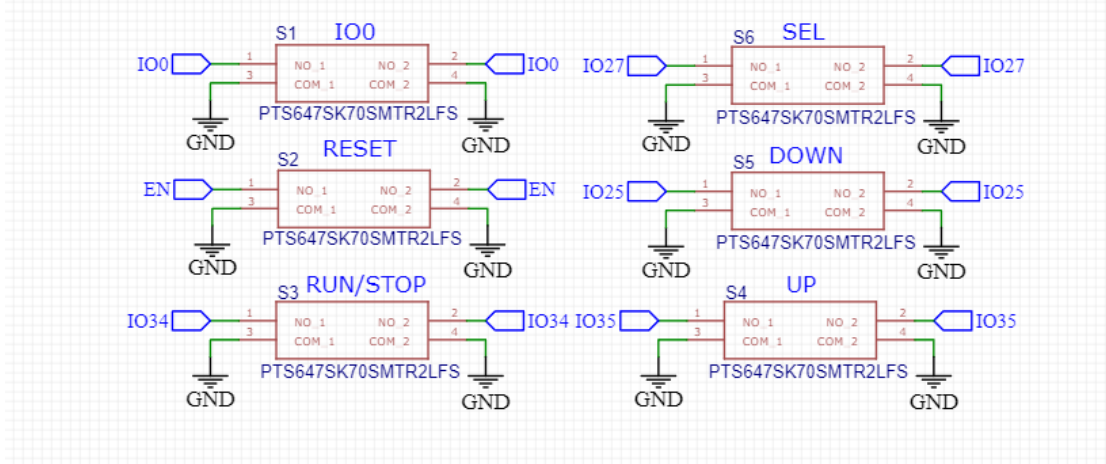 S1 IO0
IO0 1 NO_1 NO_2 2 IO0
3 COM_1 COM_2 4
PTS647SK70SMTR2LFS
GND GND
S2 RESET
EN 1 NO_1 NO_2 2 EN
3 COM_1 COM_2 4
PTS647SK70SMTR2LFS
GND GND
S3 RUN/STOP
IO34 1 NO_1 NO_2 2 IO34
3 COM_1 COM_2 4
PTS647SK70SMTR2LFS
GND GND
S6 SEL
IO27 1 NO_1 NO_2 2 IO27
3 COM_1 COM_2 4
PTS647SK70SMTR2LFS
GND GND
S5 DOWN
IO25 1 NO_1 NO_2 2 IO25
3 COM_1 COM_2 4
PTS647SK70SMTR2LFS
GND GND
S4 UP
IO35 1 NO_1 NO_2 2 IO35
3 COM_1 COM_2 4
PTS647SK70SMTR2LFS
GND GND